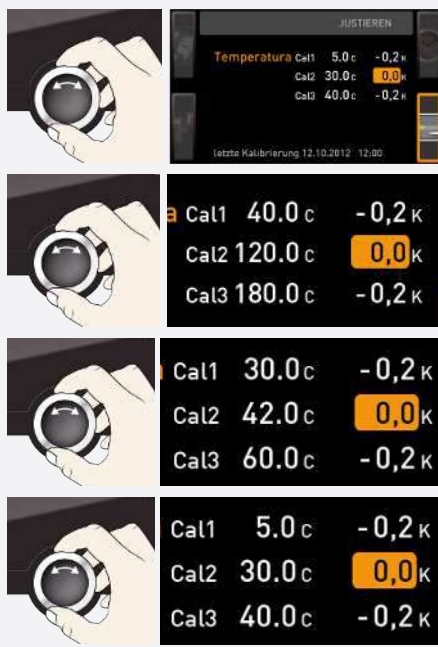 JUSTIEREN
Temperatura Cal1 5.0 c -0,2 K
Cal2 30.0 c 0,0 K
Cal3 40.0 c -0,2 K
letzte Kalibrierung 12.10.2012 12:00
a Cal1 40.0 c -0,2 K
Cal2 120.0 c 0,0 K
Cal3 180.0 c -0,2 K
Cal1 30.0 c -0,2 K
Cal2 42.0 c 0,0 K
Cal3 60.0 c -0,2 K
Cal1 5.0 c -0,2 K
Cal2 30.0 c 0,0 K
Cal3 40.0 c -0,2 K